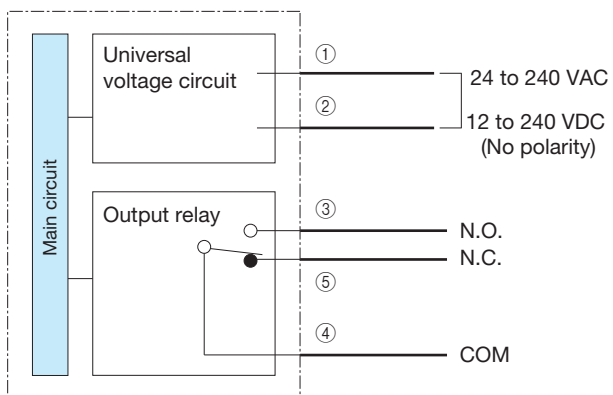 Main circuit
Universal
voltage circuit
①
24 to 240 VAC
②
12 to 240 VDC
(No polarity)
Output relay
③
N.O.
N.C.
⑤
④
COM